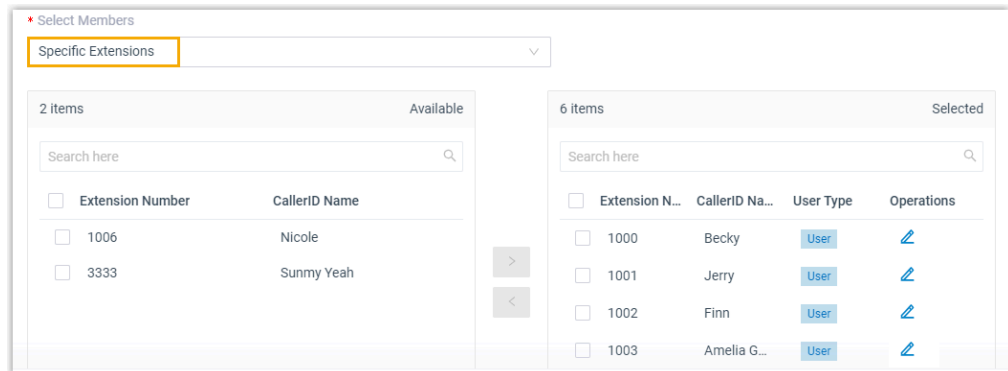 * Select Members
Specific Extensions
2 items Available
Search here
Extension Number CallerID Name
1006 Nicole
3333 Sunmy Yeah
>
<
6 items Selected
Search here
Extension N... CallerID Na... User Type Operations
1000 Becky User
1001 Jerry User
1002 Finn User
1003 Amelia G... User